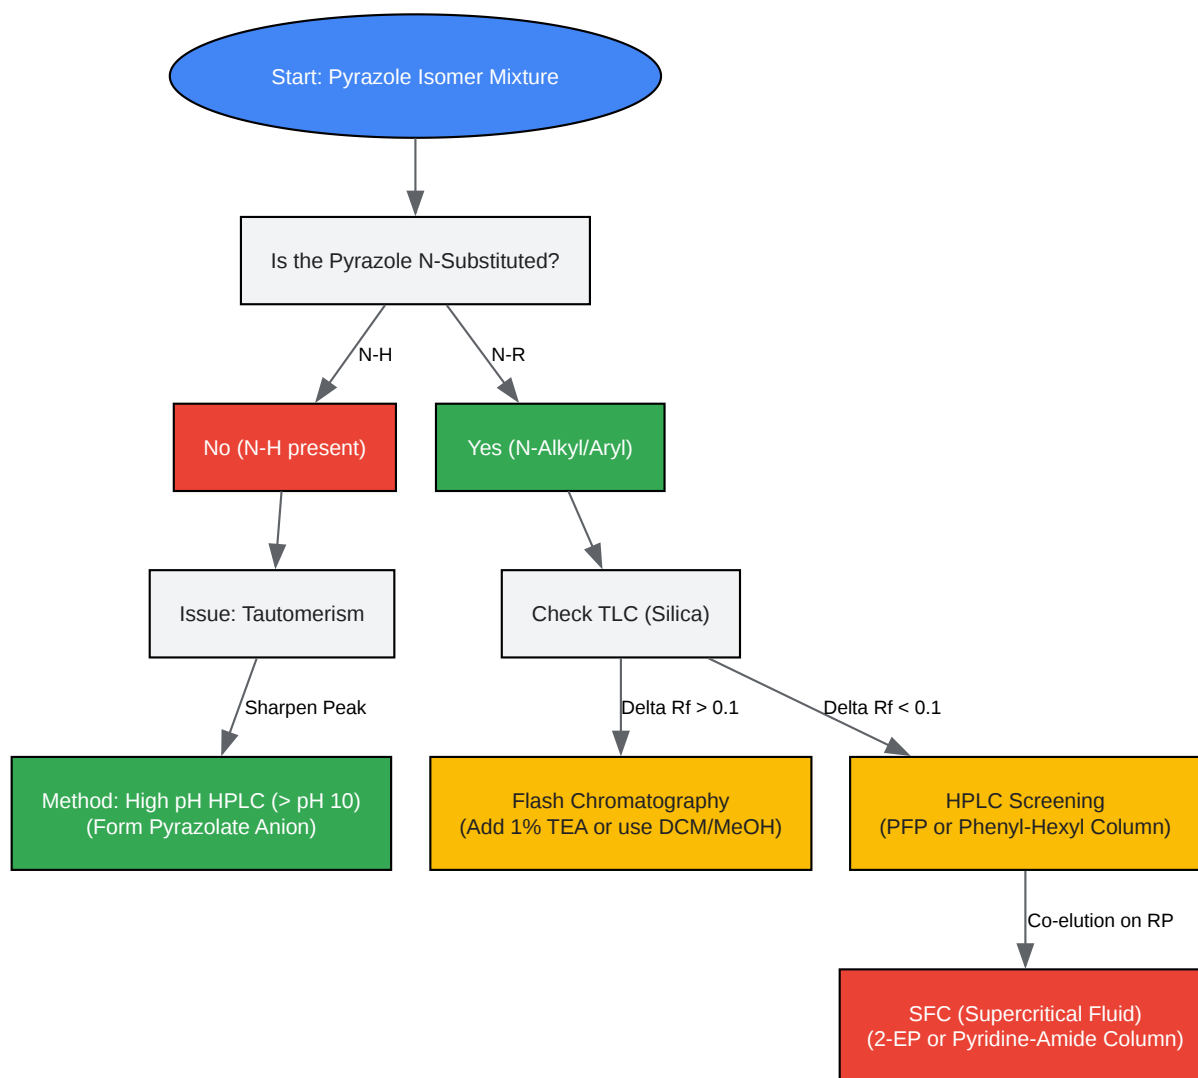 Start: Pyrazole Isomer Mixture
Is the Pyrazole N-Substituted?
N-H
N-R
No (N-H present)
Yes (N-Alkyl/Aryl)
Issue: Tautomerism
Check TLC (Silica)
Sharpen Peak
Delta Rf > 0.1
Delta Rf < 0.1
Method: High pH HPLC (> pH 10)
(Form Pyrazolate Anion)
Flash Chromatography
(Add 1% TEA or use DCM/MeOH)
HPLC Screening
(PFP or Phenyl-Hexyl Column)
Co-elution on RP
SFC (Supercritical Fluid)
(2-EP or Pyridine-Amide Column)